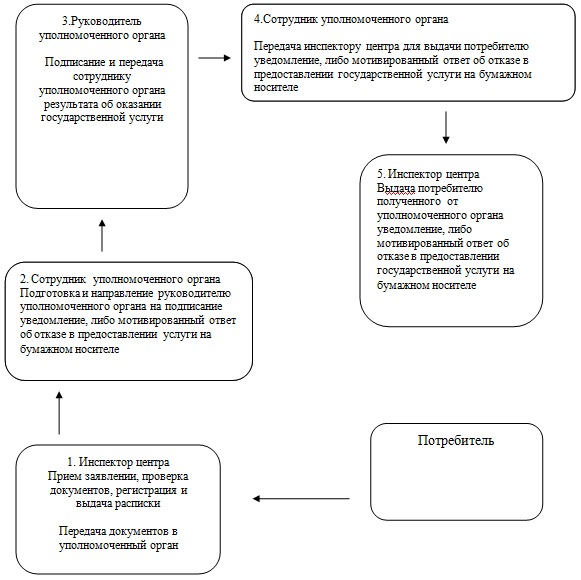 3.Руководитель
уполномоченного органа
Подписание и передача
сотруднику
уполномоченного органа
результата об оказании
государственной услуги
4.Сотрудник уполномоченного органа
Передача инспектору центра для выдачи потребителю
уведомление, либо мотивированный ответ об отказе в
предоставлении государственной услуги на бумажном
носителе
5. Инспектор центра
Выдача потребителю
полученного от
уполномоченного органа
уведомление, либо
мотивированный ответ об
отказе в предоставлении
государственной услуги на
бумажном носителе
2. Сотрудник уполномоченного органа
Подготовка и направление руководителю
уполномоченного органа на подписание
уведомление, либо мотивированный ответ
об отказе в предоставлении услуги на
бумажном носителе
1. Инспектор центра
Прием заявлении, проверка
документов, регистрация и
выдача расписки
Передача документов в
уполномоченный орган
Потребитель